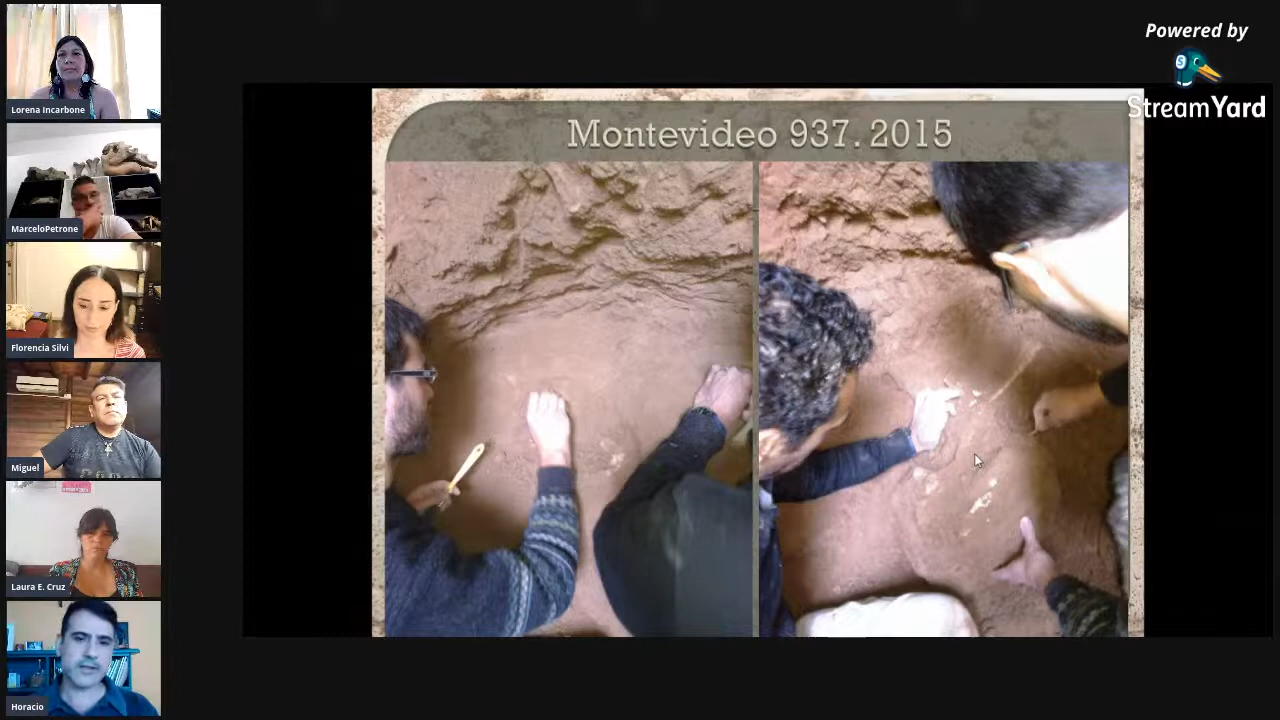 Lorena Incarbone
MarceloPetrone
Florencia Silvi
Miguel
Laura E. Cruz
Horacio
Montevideo 937. 2015
Powered by
S
StreamYard